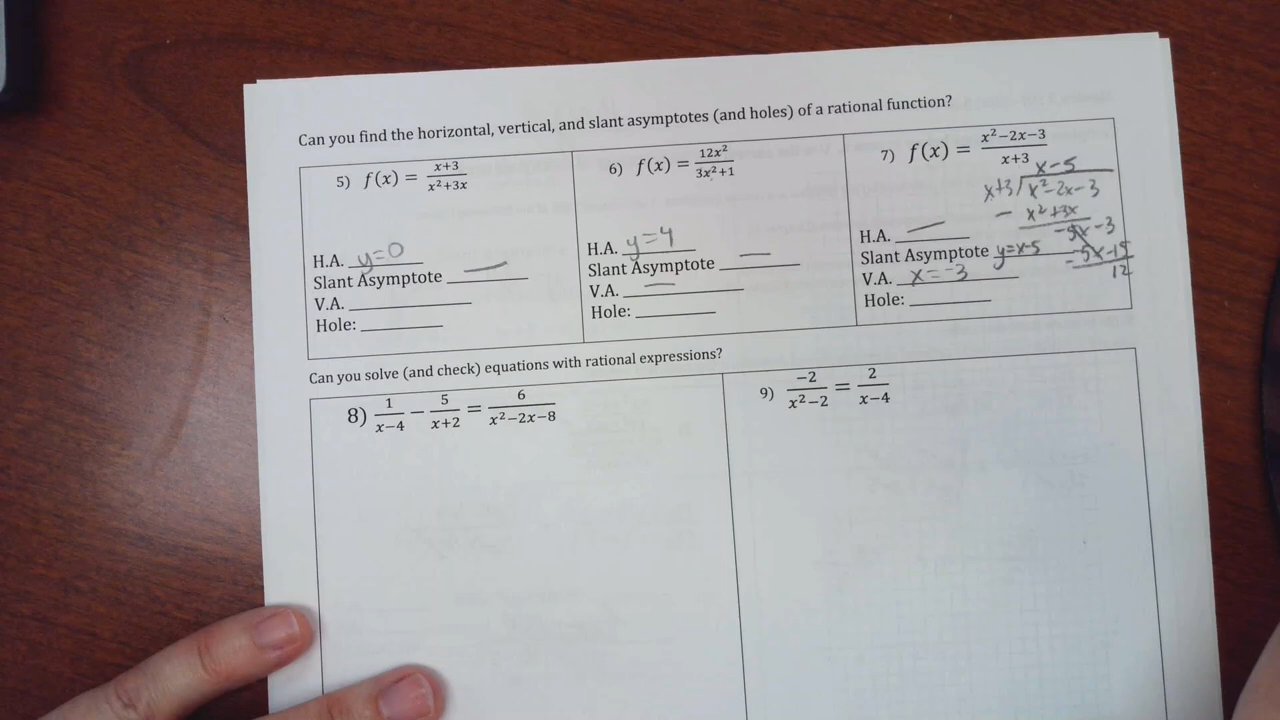 Can you find the horizontal, vertical, and slant asymptotes (and holes) of a rational function?
5) f(x) = (x+3)/(x²+3x)
H.A. y=0
Slant Asymptote —
V.A.
Hole:
6) f(x) = 12x²/(3x²+1)
H.A. y=4
Slant Asymptote —
V.A. —
Hole:
7) f(x) = (x²−2x−3)/(x+3)
x-5
x+3 x²-2x-3
- x²+3x
-5x-3
- -5x-15
12
H.A. —
Slant Asymptote y=x-5
V.A. x=-3
Hole:
Can you solve (and check) equations with rational expressions?
8) 1/(x−4) − 5/(x+2) = 6/(x²−2x−8)
9) −2/(x²−2) = 2/(x−4)